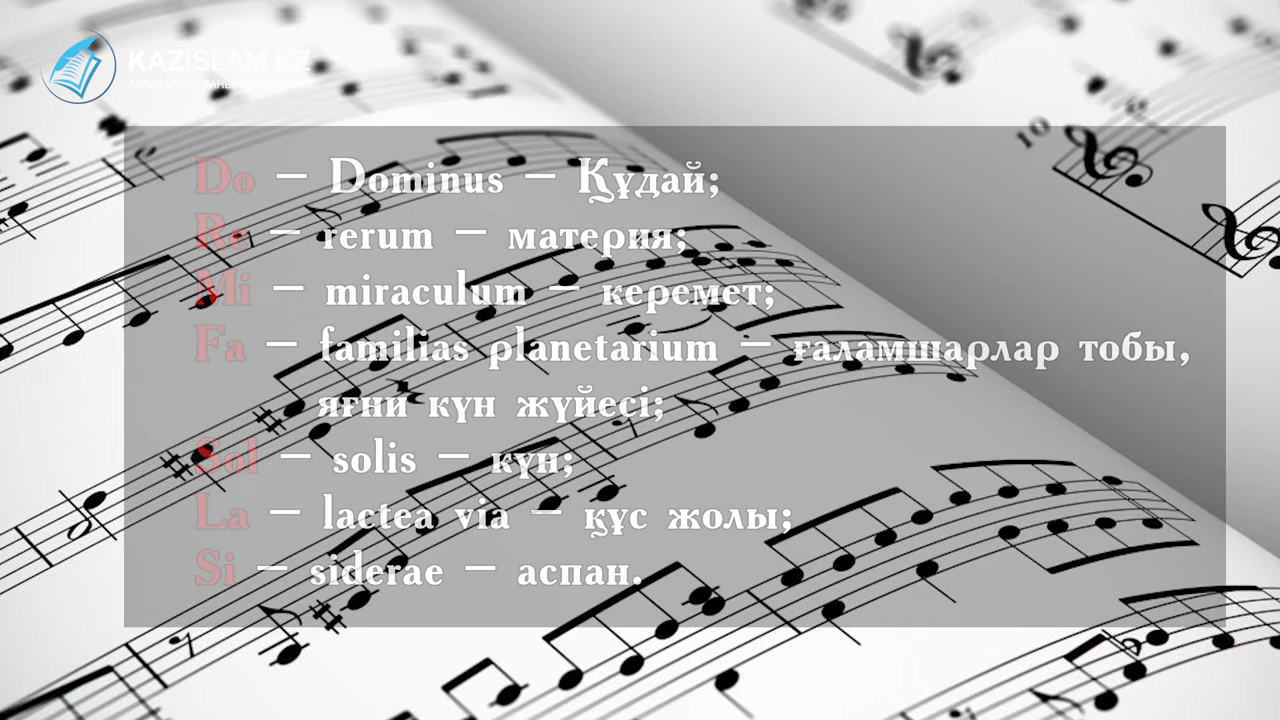 KAZISLAM.KZ
Do – Dominus – Құдай;
Re – rerum – материя;
Mi – miraculum – керемет;
Fa – familias planetarium – ғаламшарлар тобы,
яғни күн жүйесі;
Sol – solis – күн;
La – lactea via – құс жолы;
Si – siderae – аспан.
10